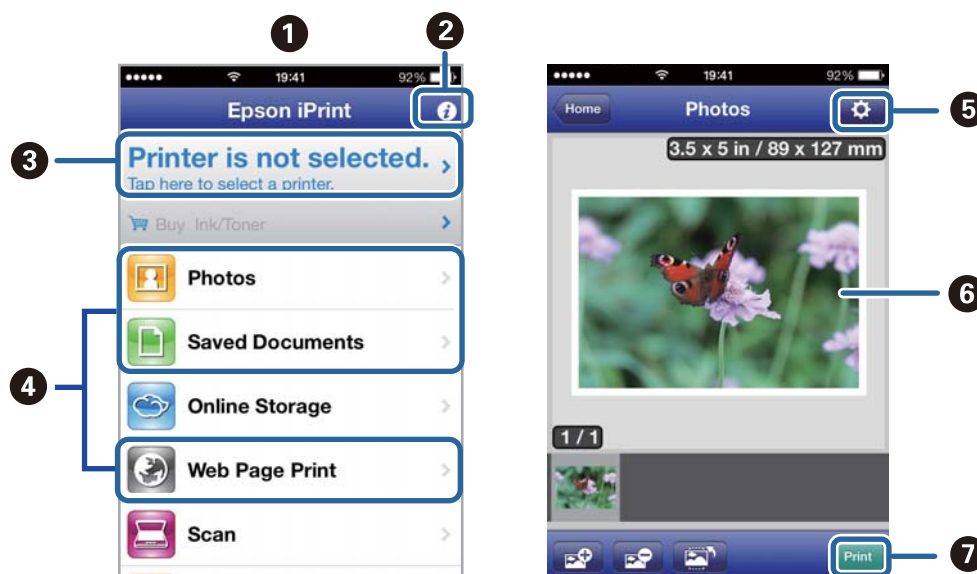 1
2
19:41
92%
Epson iPrint
i
3
Printer is not selected.
Tap here to select a printer.
Buy Ink/Toner
Photos
Saved Documents
4
Online Storage
Web Page Print
Scan
19:41
92%
Home
Photos
5
3.5 x 5 in / 89 x 127 mm
6
1 / 1
Print
7